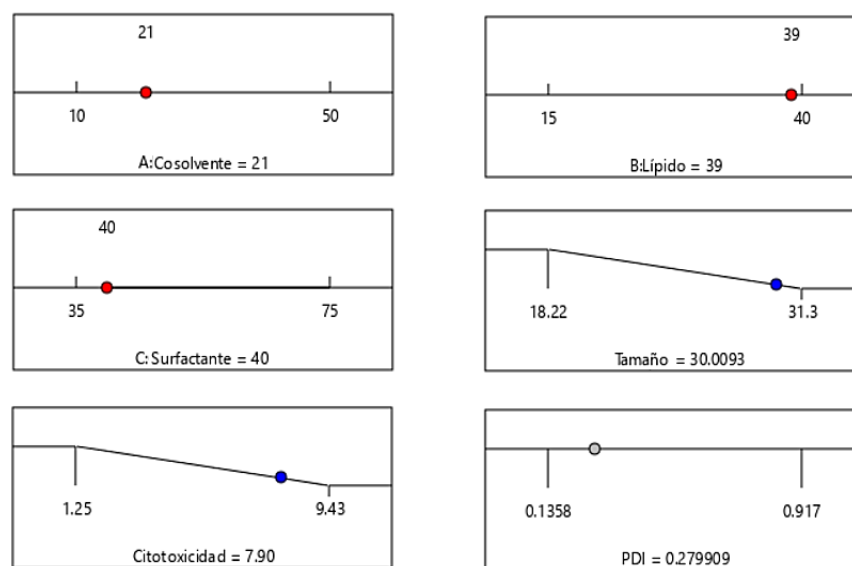 21
10
50
A:Cosolvente = 21
39
15
40
B:Lípido = 39
40
35
75
C: Surfactante = 40
18.22
31.3
Tamaño = 30.0093
1.25
9.43
Citotoxicidad = 7.90
0.1358
0.917
PDI = 0.279909